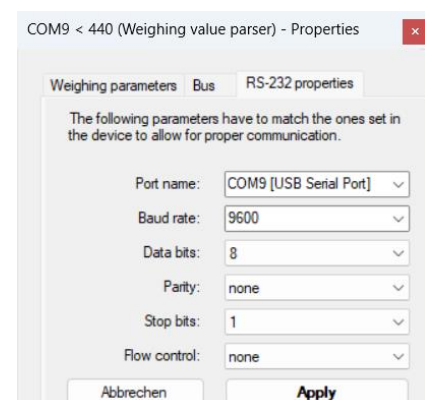 COM9 < 440 (Weighing value parser) - Properties
Weighing parameters Bus RS-232 properties
The following parameters have to match the ones set in
the device to allow for proper communication.
Port name: COM9 [USB Serial Port]
Baud rate: 9600
Data bits: 8
Parity: none
Stop bits: 1
Flow control: none
Abbrechen Apply